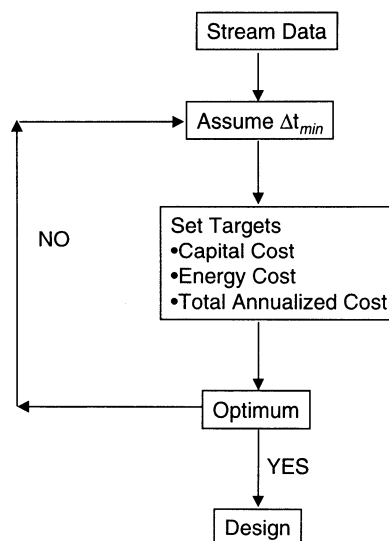 Stream Data
Assume Δt_min
NO
Set Targets
•Capital Cost
•Energy Cost
•Total Annualized Cost
Optimum
YES
Design